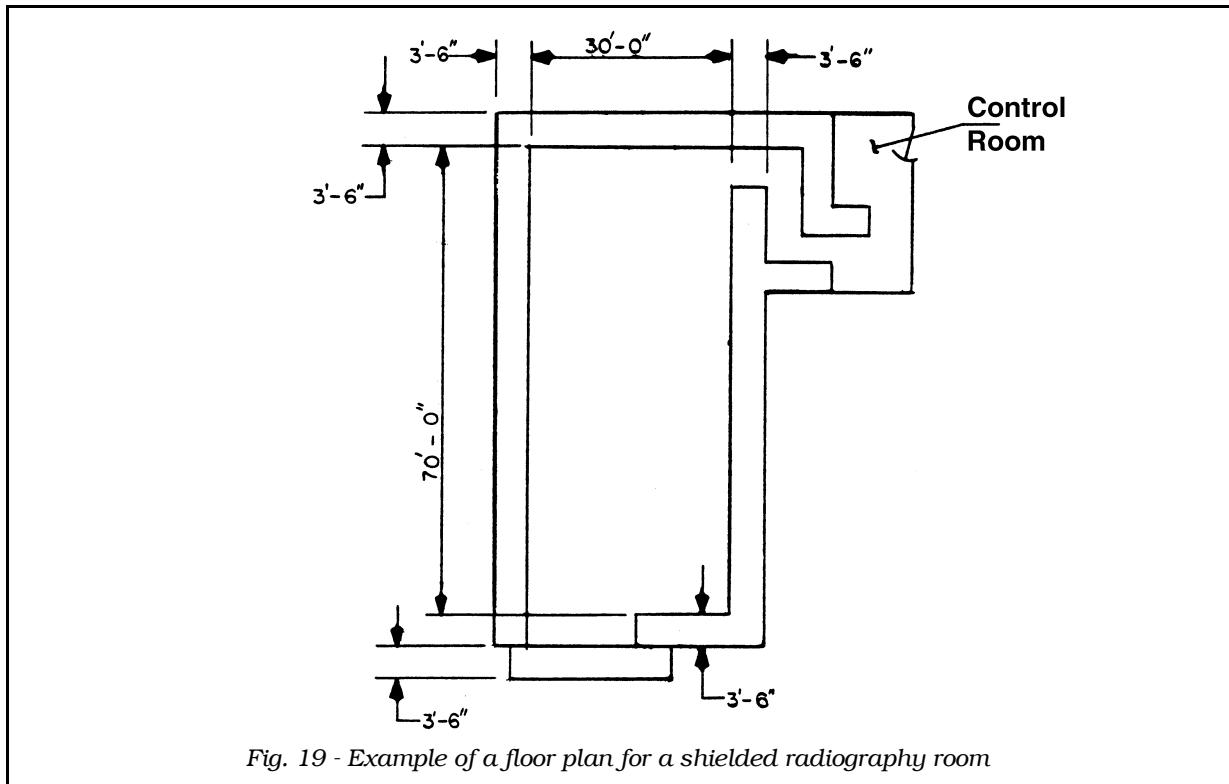 3'-6"
30'-0"
3'-6"
Control
Room
3'-6"
70'-0"
3'-6"
3'-6"
Fig. 19 - Example of a floor plan for a shielded radiography room